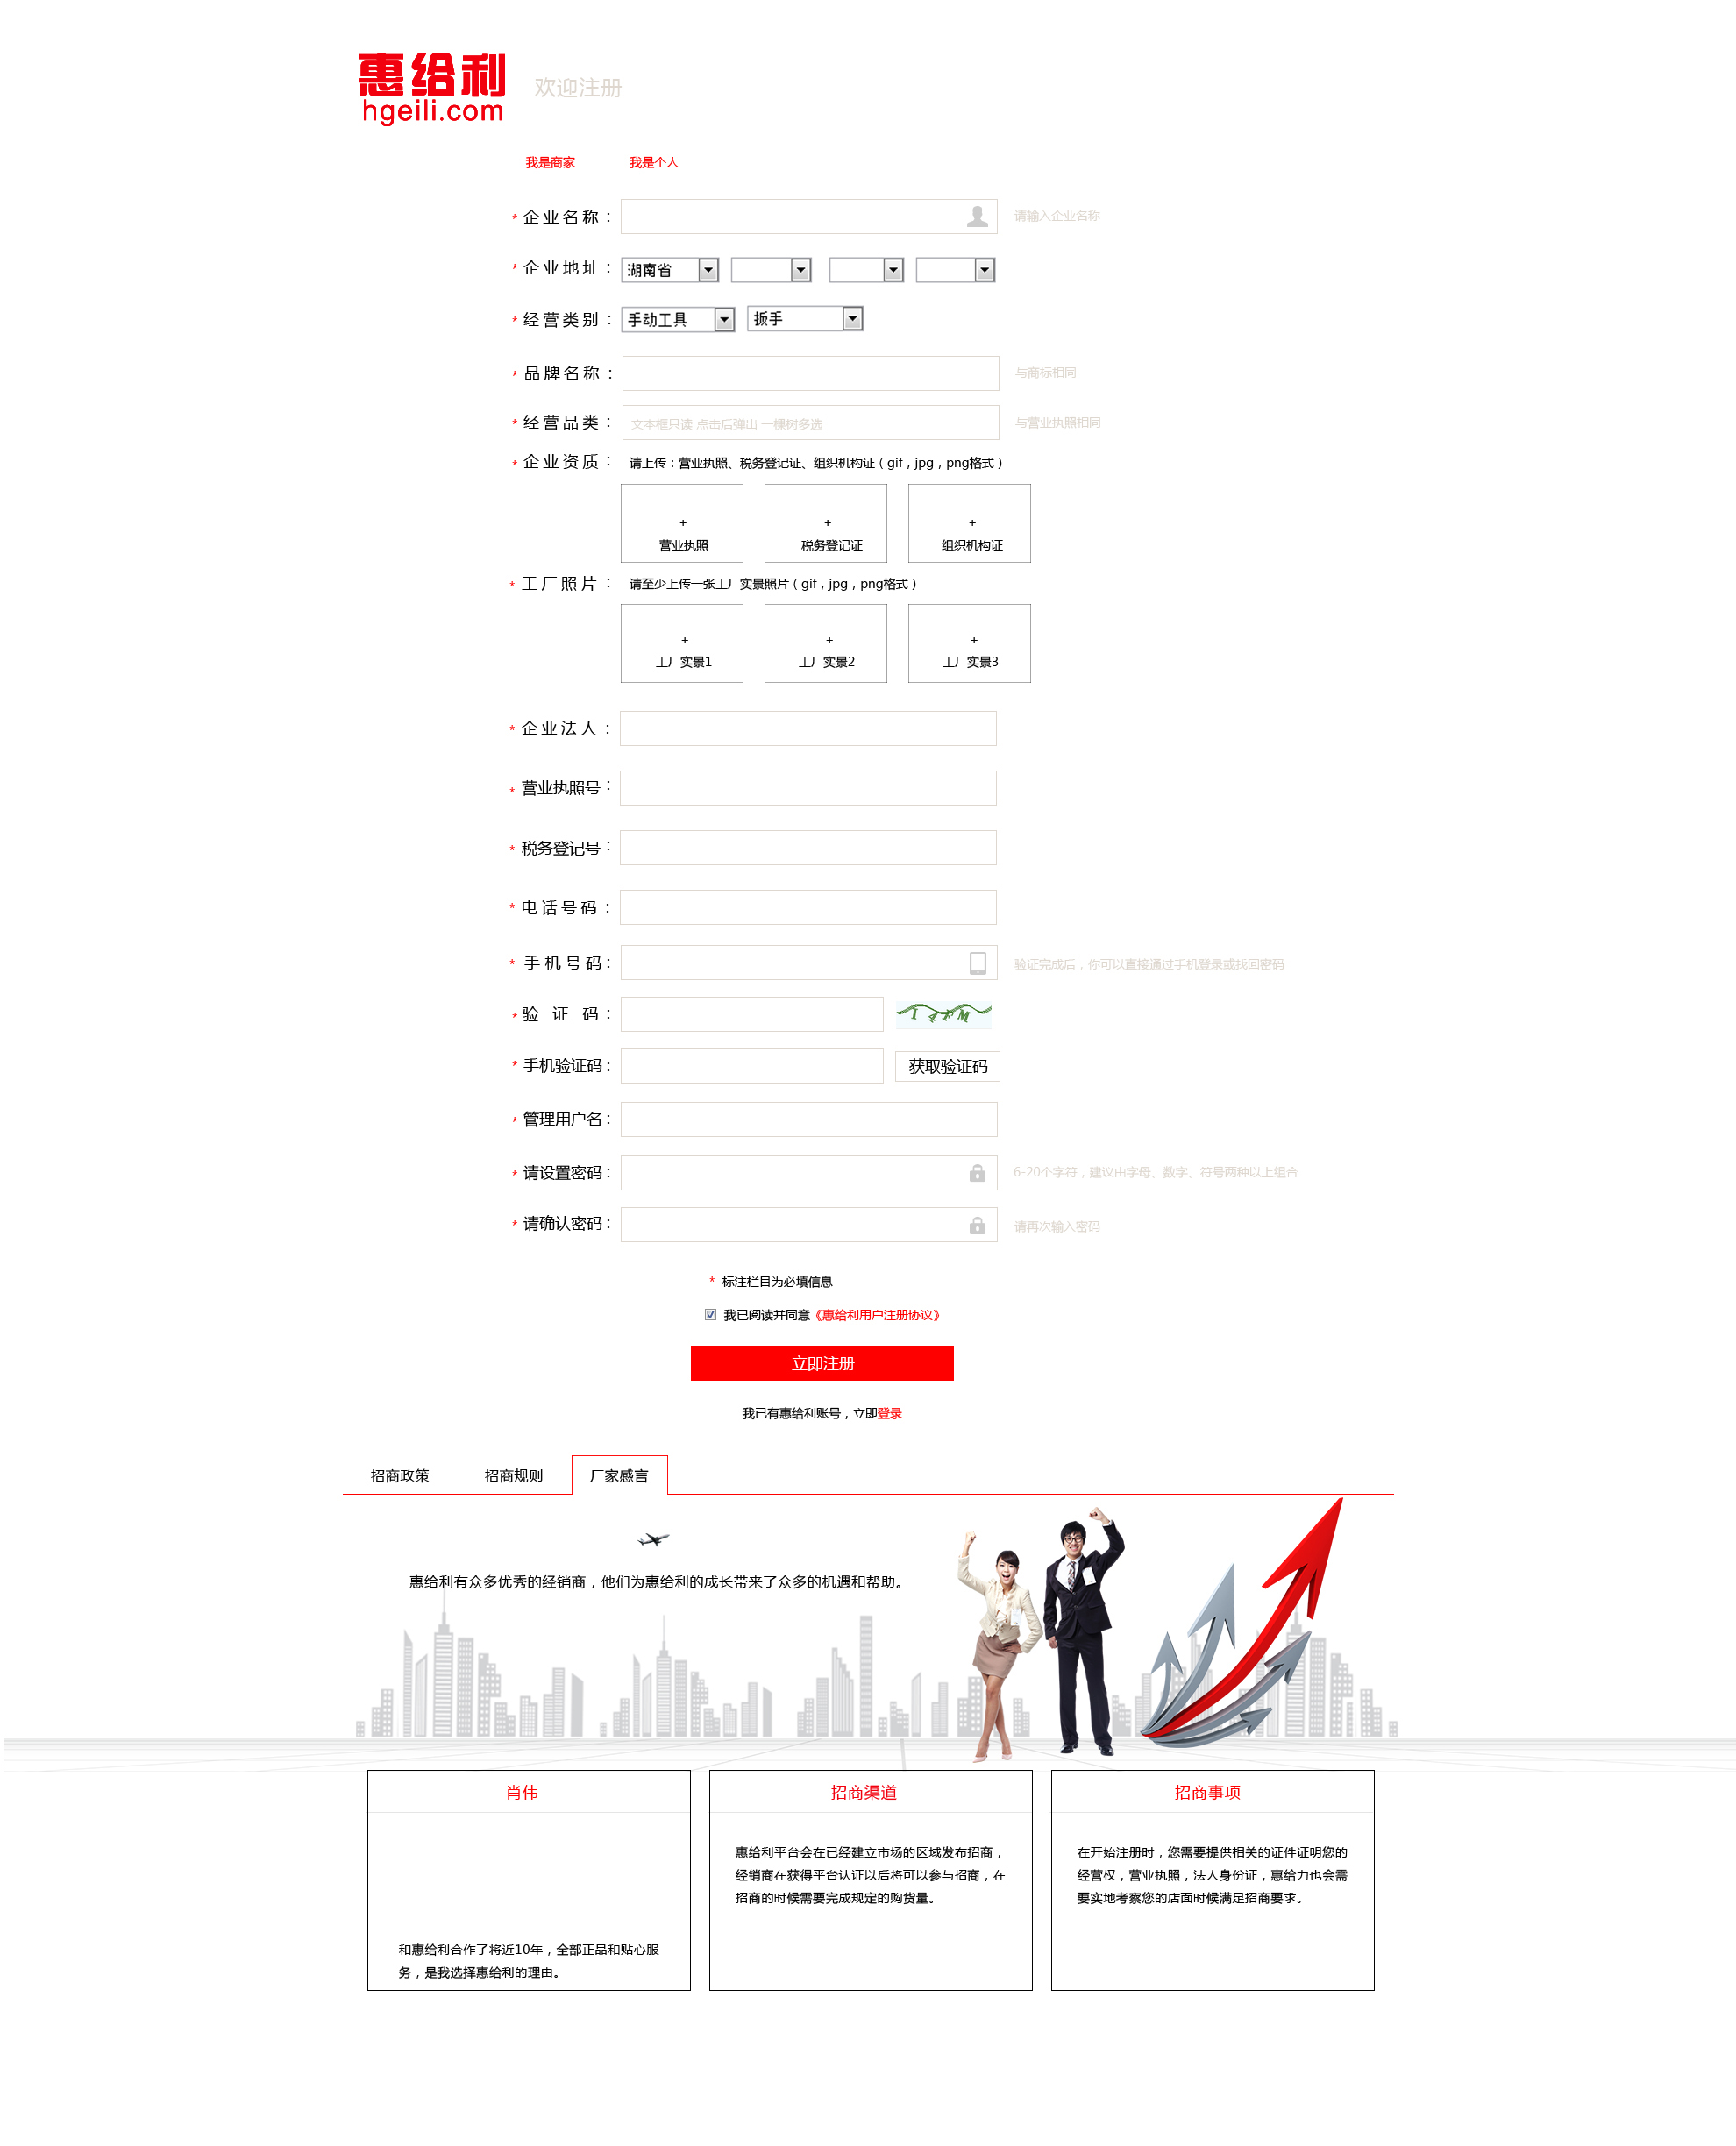 惠给利
hgeili.com
欢迎注册
我是商家 我是个人
* 企业名称： 请输入企业名称
* 企业地址： 湖南省
* 经营类别： 手动工具 扳手
* 品牌名称： 与商标相同
* 经营品类： 文本框只读 点击后弹出 一棵树多选 与营业执照相同
* 企业资质： 请上传：营业执照、税务登记证、组织机构证（gif，jpg，png格式）
+ + +
营业执照 税务登记证 组织机构证
* 工厂照片： 请至少上传一张工厂实景照片（gif，jpg，png格式）
+ + +
工厂实景1 工厂实景2 工厂实景3
* 企业法人：
* 营业执照号：
* 税务登记号：
* 电话号码：
* 手机号码： 验证完成后，你可以直接通过手机登录或找回密码
* 验证码：
* 手机验证码： 获取验证码
* 管理用户名：
* 请设置密码： 6-20个字符，建议由字母、数字、符号两种以上组合
* 请确认密码： 请再次输入密码
* 标注栏目为必填信息
我已阅读并同意《惠给利用户注册协议》
立即注册
我已有惠给利账号，立即登录
招商政策 招商规则 厂家感言
惠给利有众多优秀的经销商，他们为惠给利的成长带来了众多的机遇和帮助。
肖伟
和惠给利合作了将近10年，全部正品和贴心服
务，是我选择惠给利的理由。
招商渠道
惠给利平台会在已经建立市场的区域发布招商，
经销商在获得平台认证以后将可以参与招商，在
招商的时候需要完成规定的购货量。
招商事项
在开始注册时，您需要提供相关的证件证明您的
经营权，营业执照，法人身份证，惠给力也会需
要实地考察您的店面时候满足招商要求。